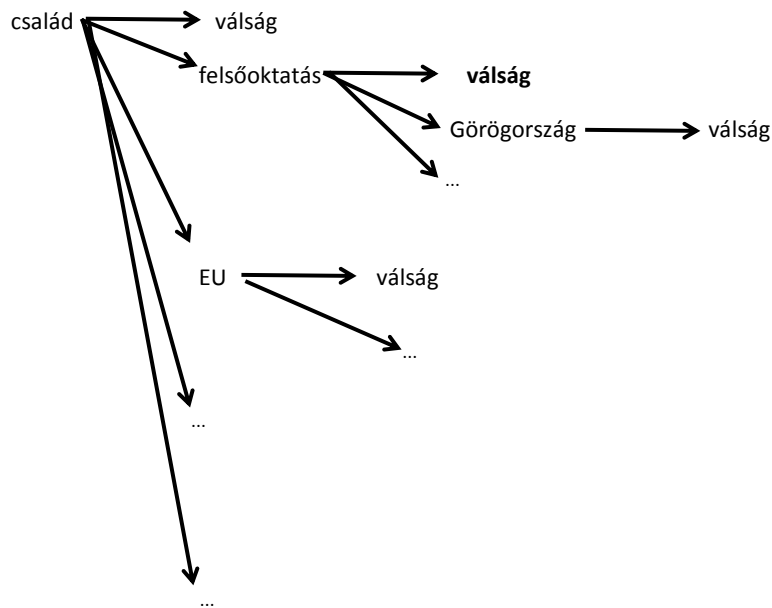 család válság
felsőoktatás válság
Görögország válság
...
EU válság
...
...
...